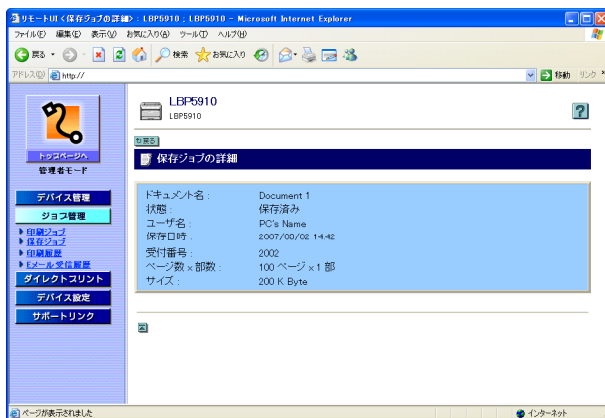 リモートUI <保存ジョブの詳細> : LBP5910 ; LBP5910 - Microsoft Internet Explorer
ファイル(F) 編集(E) 表示(V) お気に入り(A) ツール(T) ヘルプ(H)
戻る 検索 お気に入り
アドレス(D) http:// 移動 リンク »
LBP5910
LBP5910
トップページへ
管理者モード
デバイス管理
ジョブ管理
印刷ジョブ
保存ジョブ
印刷履歴
Eメール受信履歴
ダイレクトプリント
デバイス設定
サポートリンク
戻る
保存ジョブの詳細
ドキュメント名 : Document 1
状態 : 保存済み
ユーザ名 : PC's Name
保存日時 : 2007/00/02 14:42
受付番号 : 2002
ページ数 x 部数 : 100 ページ x 1 部
サイズ : 200 K Byte
ページが表示されました インターネット